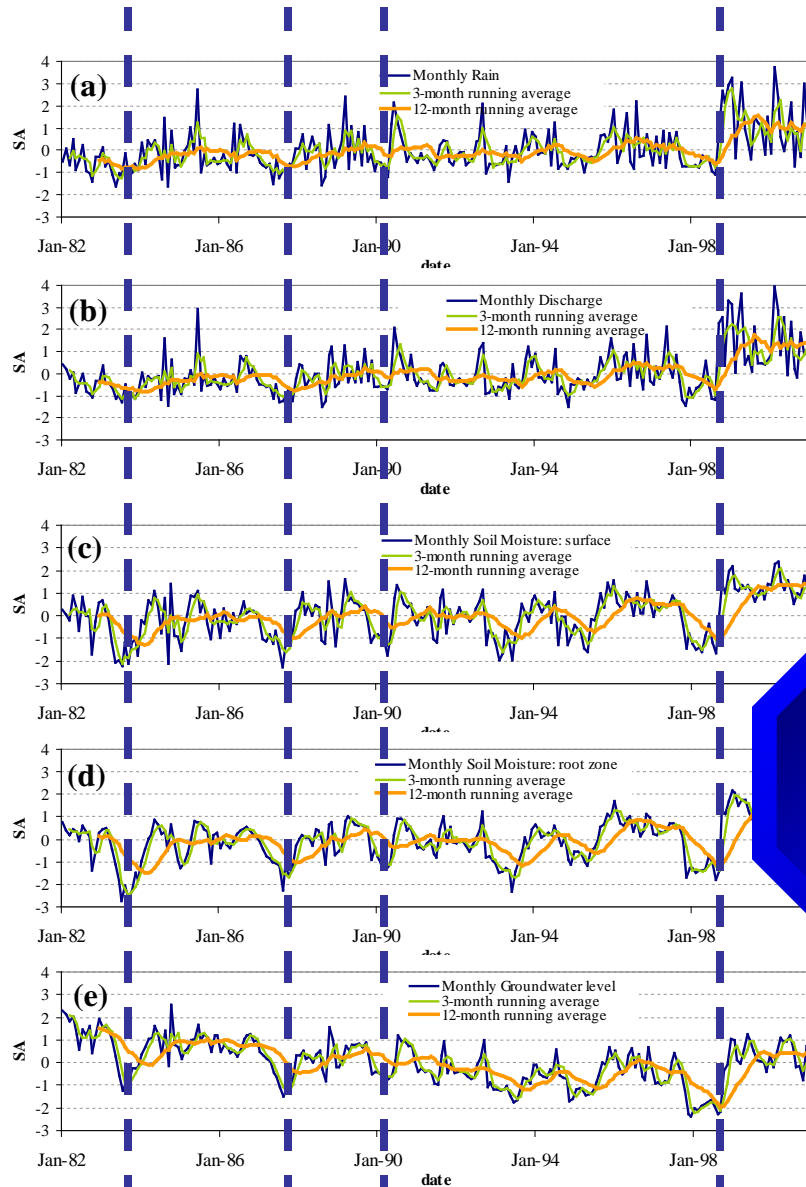 (a)
Monthly Rain
3-month running average
12-month running average
SA
4
3
2
1
0
-1
-2
-3
Jan-82 Jan-86 Jan-90 Jan-94 Jan-98
date
(b)
Monthly Discharge
3-month running average
12-month running average
SA
4
3
2
1
0
-1
-2
-3
Jan-82 Jan-86 Jan-90 Jan-94 Jan-98
date
(c)
Monthly Soil Moisture: surface
3-month running average
12-month running average
SA
4
3
2
1
0
-1
-2
-3
Jan-82 Jan-86 Jan-90 Jan-94 Jan-98
date
(d)
Monthly Soil Moisture: root zone
3-month running average
12-month running average
SA
4
3
2
1
0
-1
-2
-3
Jan-82 Jan-86 Jan-90 Jan-94 Jan-98
date
(e)
Monthly Groundwater level
3-month running average
12-month running average
SA
4
3
2
1
0
-1
-2
-3
Jan-82 Jan-86 Jan-90 Jan-94 Jan-98
date